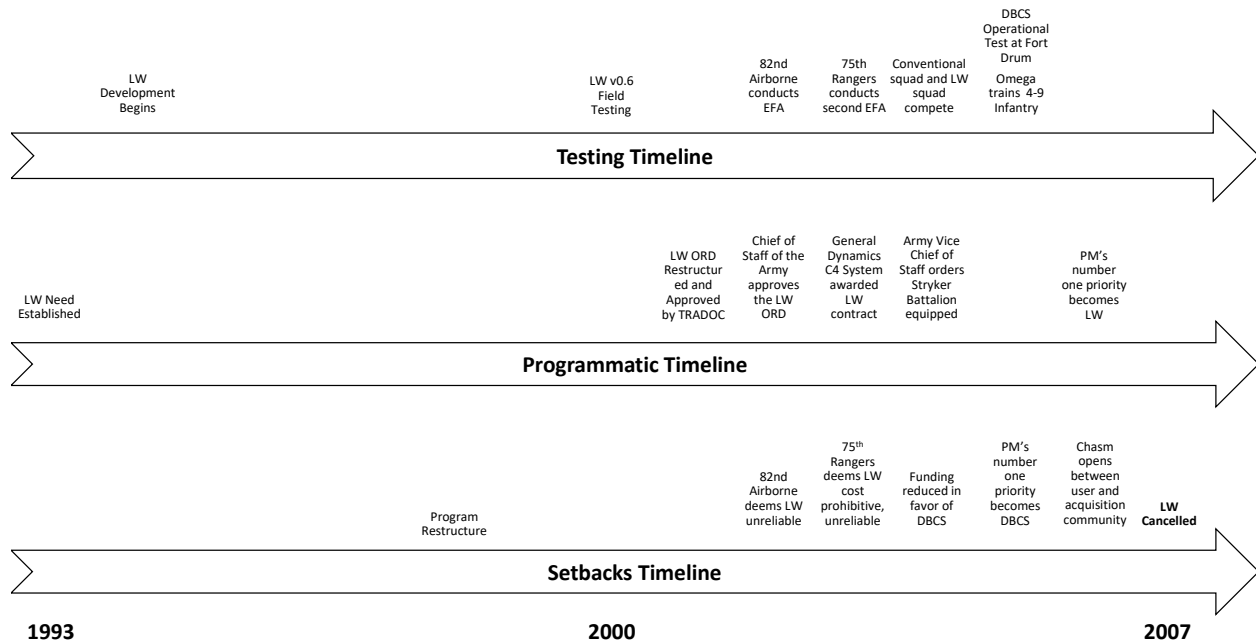 LW
Development
Begins
LW v0.6
Field
Testing
82nd
Airborne
conducts
EFA
75th
Rangers
conducts
second EFA
Conventional
squad and LW
squad
compete
DBCS
Operational
Test at Fort
Drum
Omega
trains 4-9
Infantry
Testing Timeline
LW Need
Established
LW ORD
Restructur
ed and
Approved
by TRADOC
Chief of
Staff of the
Army
approves
the LW
ORD
General
Dynamics
C4 System
awarded
LW
contract
Army Vice
Chief of
Staff orders
Stryker
Battalion
equipped
PM's
number
one priority
becomes
LW
Programmatic Timeline
Program
Restructure
82nd
Airborne
deems LW
unreliable
75th
Rangers
deems LW
cost
prohibitive,
unreliable
Funding
reduced in
favor of
DBCS
PM's
number
one
priority
becomes
DBCS
Chasm
opens
between
user and
acquisition
community
LW
Cancelled
Setbacks Timeline
1993
2000
2007